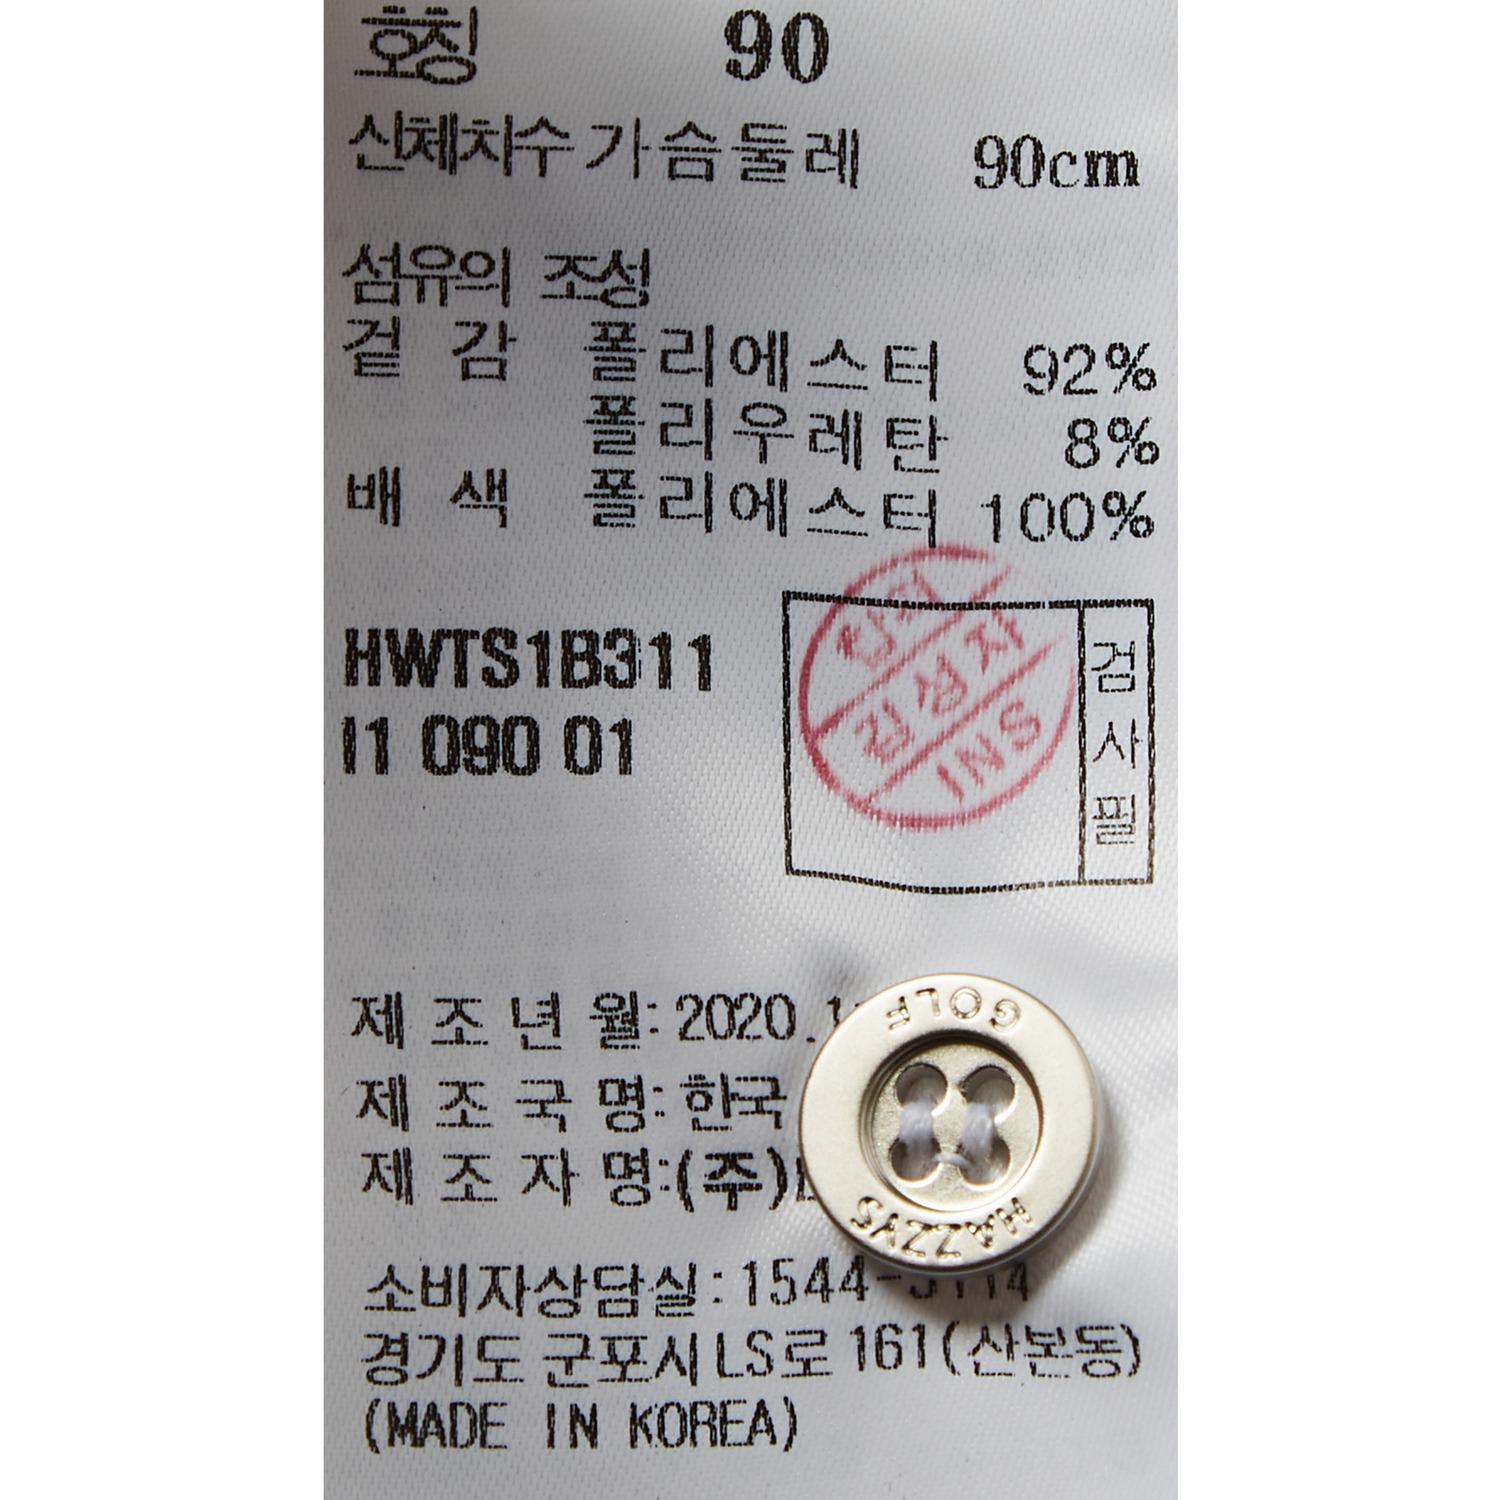 호칭 90
신체치수 가슴둘레 90cm
섬유의 조성
겉 감 폴리에스터 92%
폴리우레탄 8%
배 색 폴리에스터 100%
HWTS1B311
I1 090 01
검성자
INS
검사필
제 조 년 월: 2020.
GOLF
제 조 국 명: 한국
제 조 자 명:(주)
HAZZYS
소비자상담실: 1544-
경기도 군포시 LS로 161(산본동)
(MADE IN KOREA)